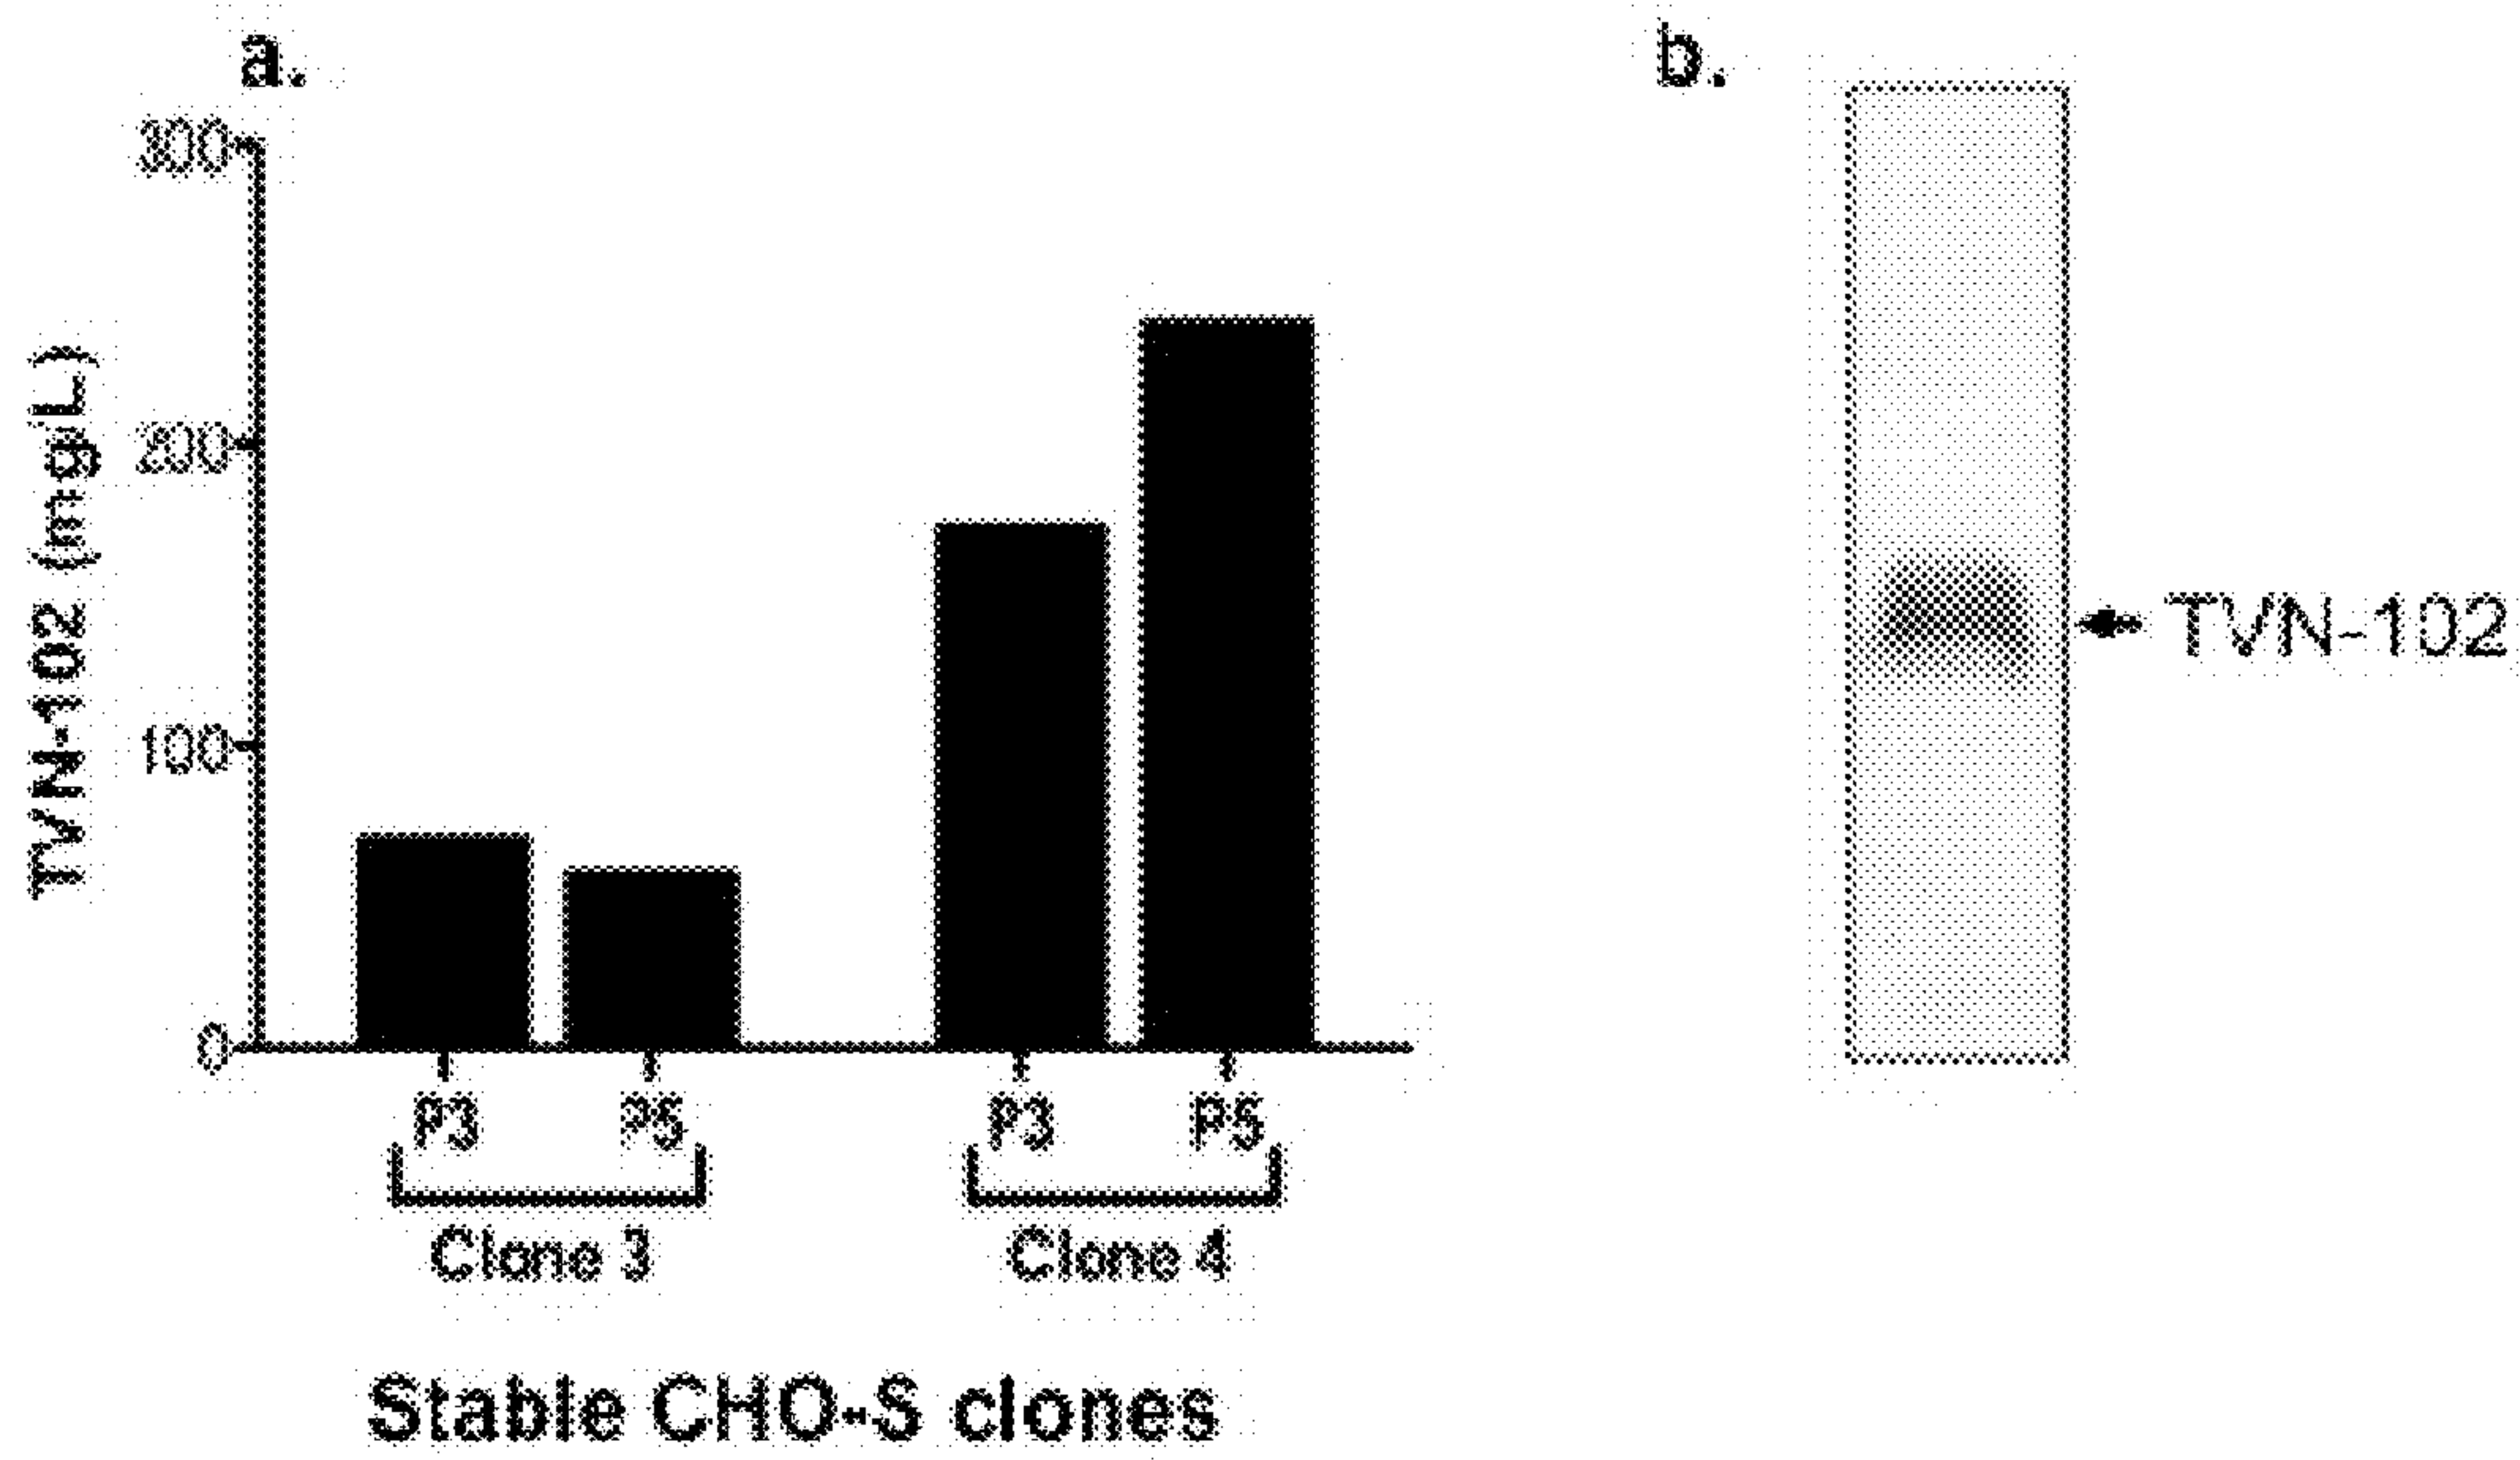 a.
300
200
100
0
TVN-102 (mg/L)
P3 P5 P3 P5
Clone 3 Clone 4
Stable CHO-S clones
b.
TVN-102